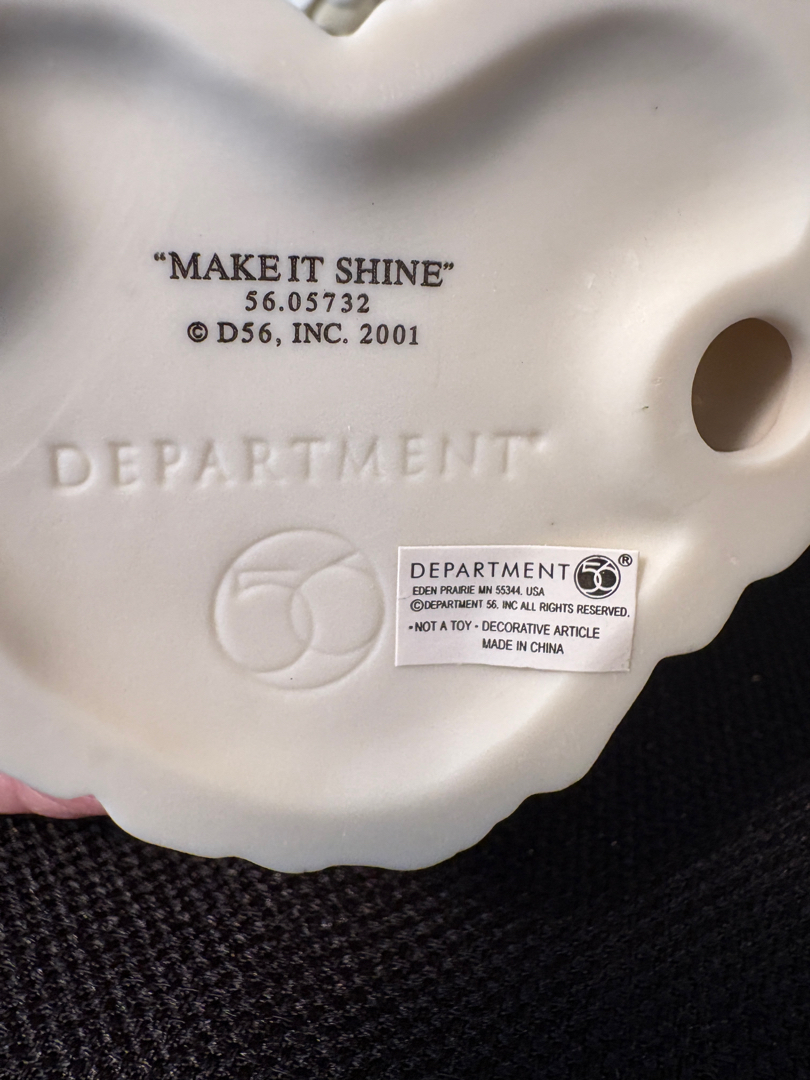 “MAKE IT SHINE”
56.05732
© D56, INC. 2001
DEPARTMENT
56
DEPARTMENT 56®
EDEN PRAIRIE MN 55344. USA
©DEPARTMENT 56. INC ALL RIGHTS RESERVED.
•NOT A TOY • DECORATIVE ARTICLE
MADE IN CHINA